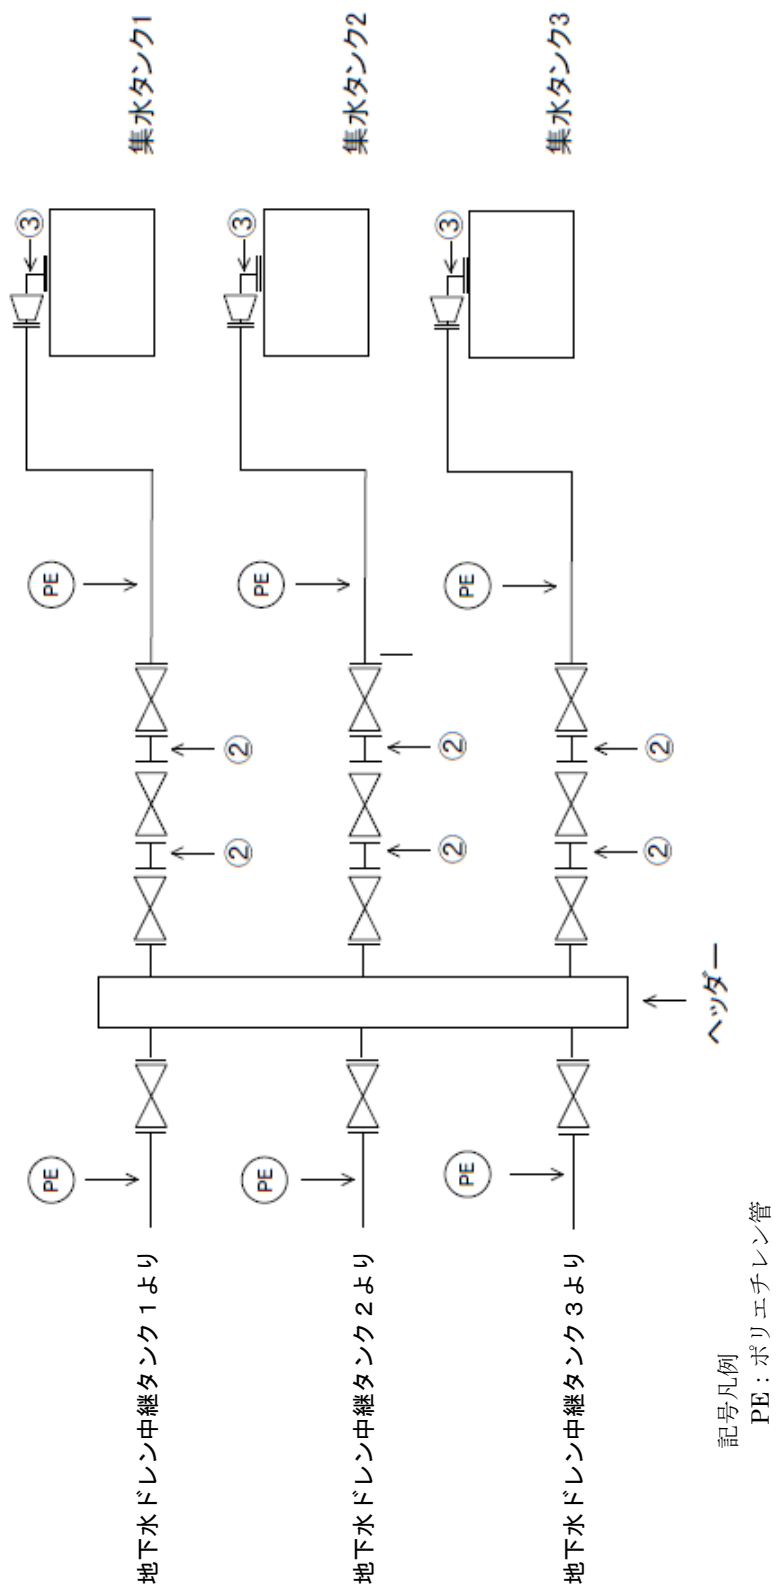 地下水ドレン中継タンク1より
PE
PE
③
集水タンク1
②
②
地下水ドレン中継タンク2より
PE
PE
③
集水タンク2
②
②
地下水ドレン中継タンク3より
PE
PE
③
集水タンク3
②
②
ヘッダー
記号凡例
PE：ポリエチレン管